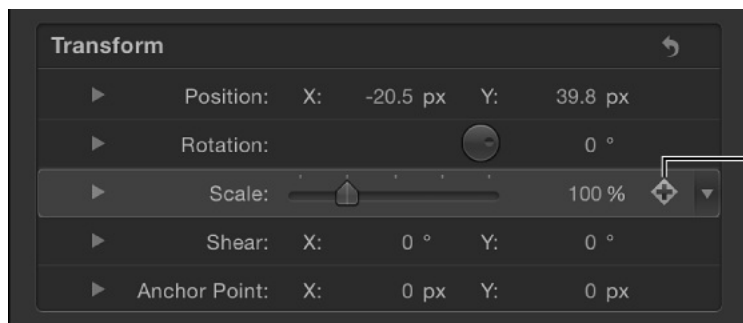 Transform
Position: X: -20.5 px Y: 39.8 px
Rotation: 0 °
Scale: 100 %
Shear: X: 0 ° Y: 0 °
Anchor Point: X: 0 px Y: 0 px